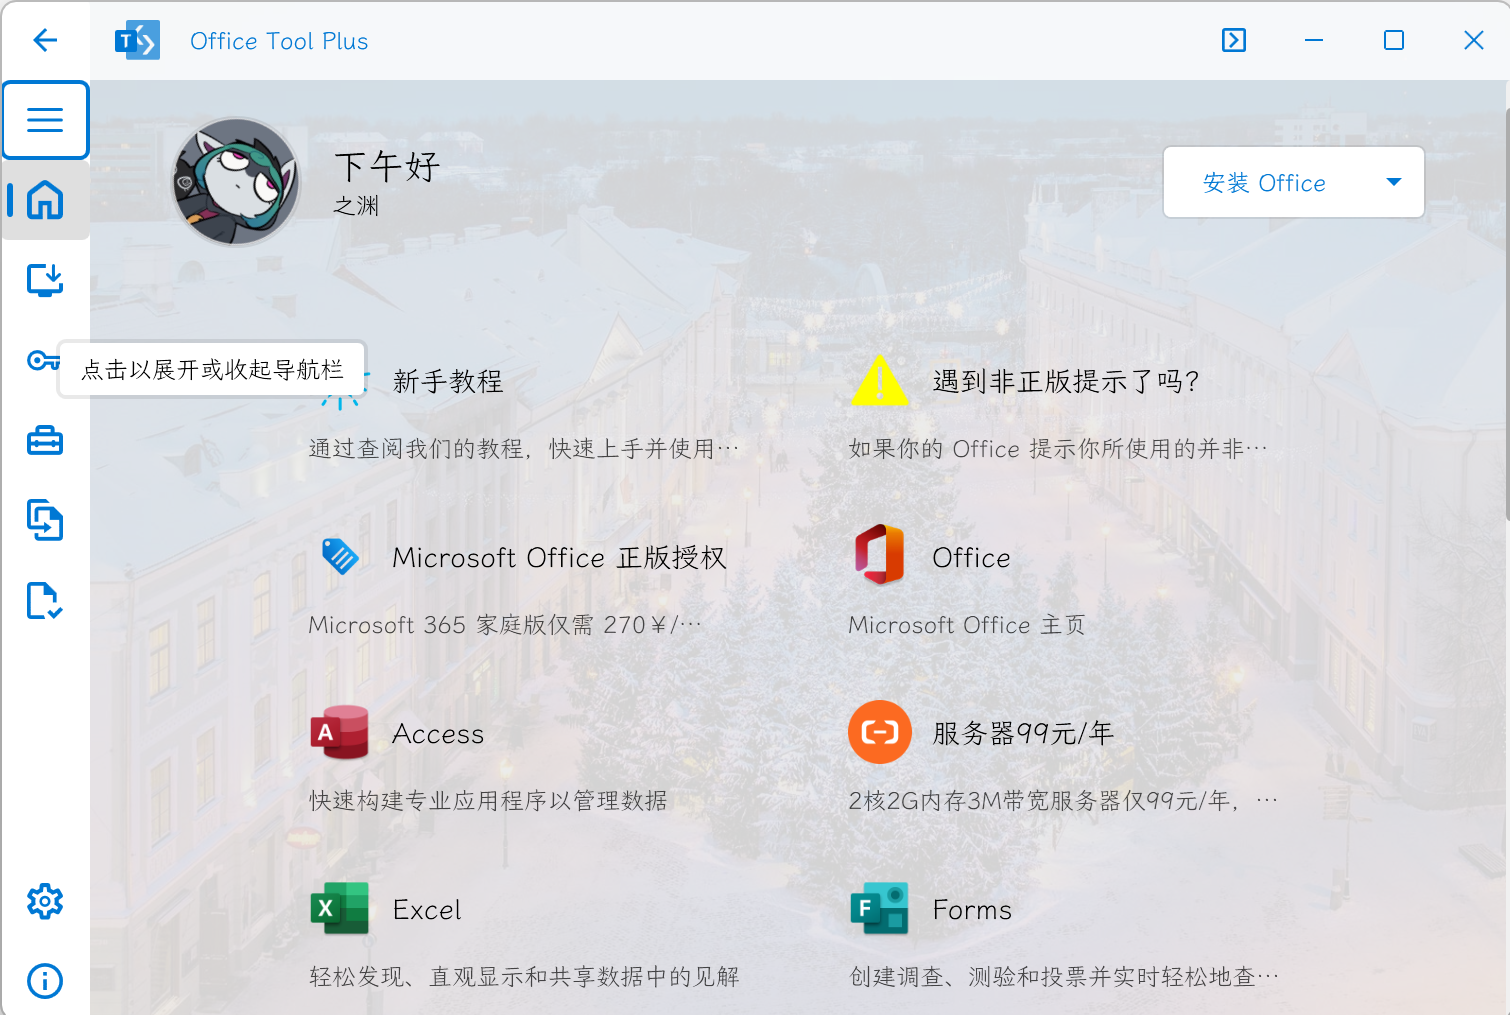 Office Tool Plus
下午好
之渊
安装 Office
点击以展开或收起导航栏
新手教程
遇到非正版提示了吗?
通过查阅我们的教程，快速上手并使用…
如果你的 Office 提示你所使用的并非…
Microsoft Office 正版授权
Office
Microsoft 365 家庭版仅需 270¥/…
Microsoft Office 主页
Access
服务器99元/年
快速构建专业应用程序以管理数据
2核2G内存3M带宽服务器仅99元/年，…
Excel
Forms
轻松发现、直观显示和共享数据中的见解
创建调查、测验和投票并实时轻松地查…